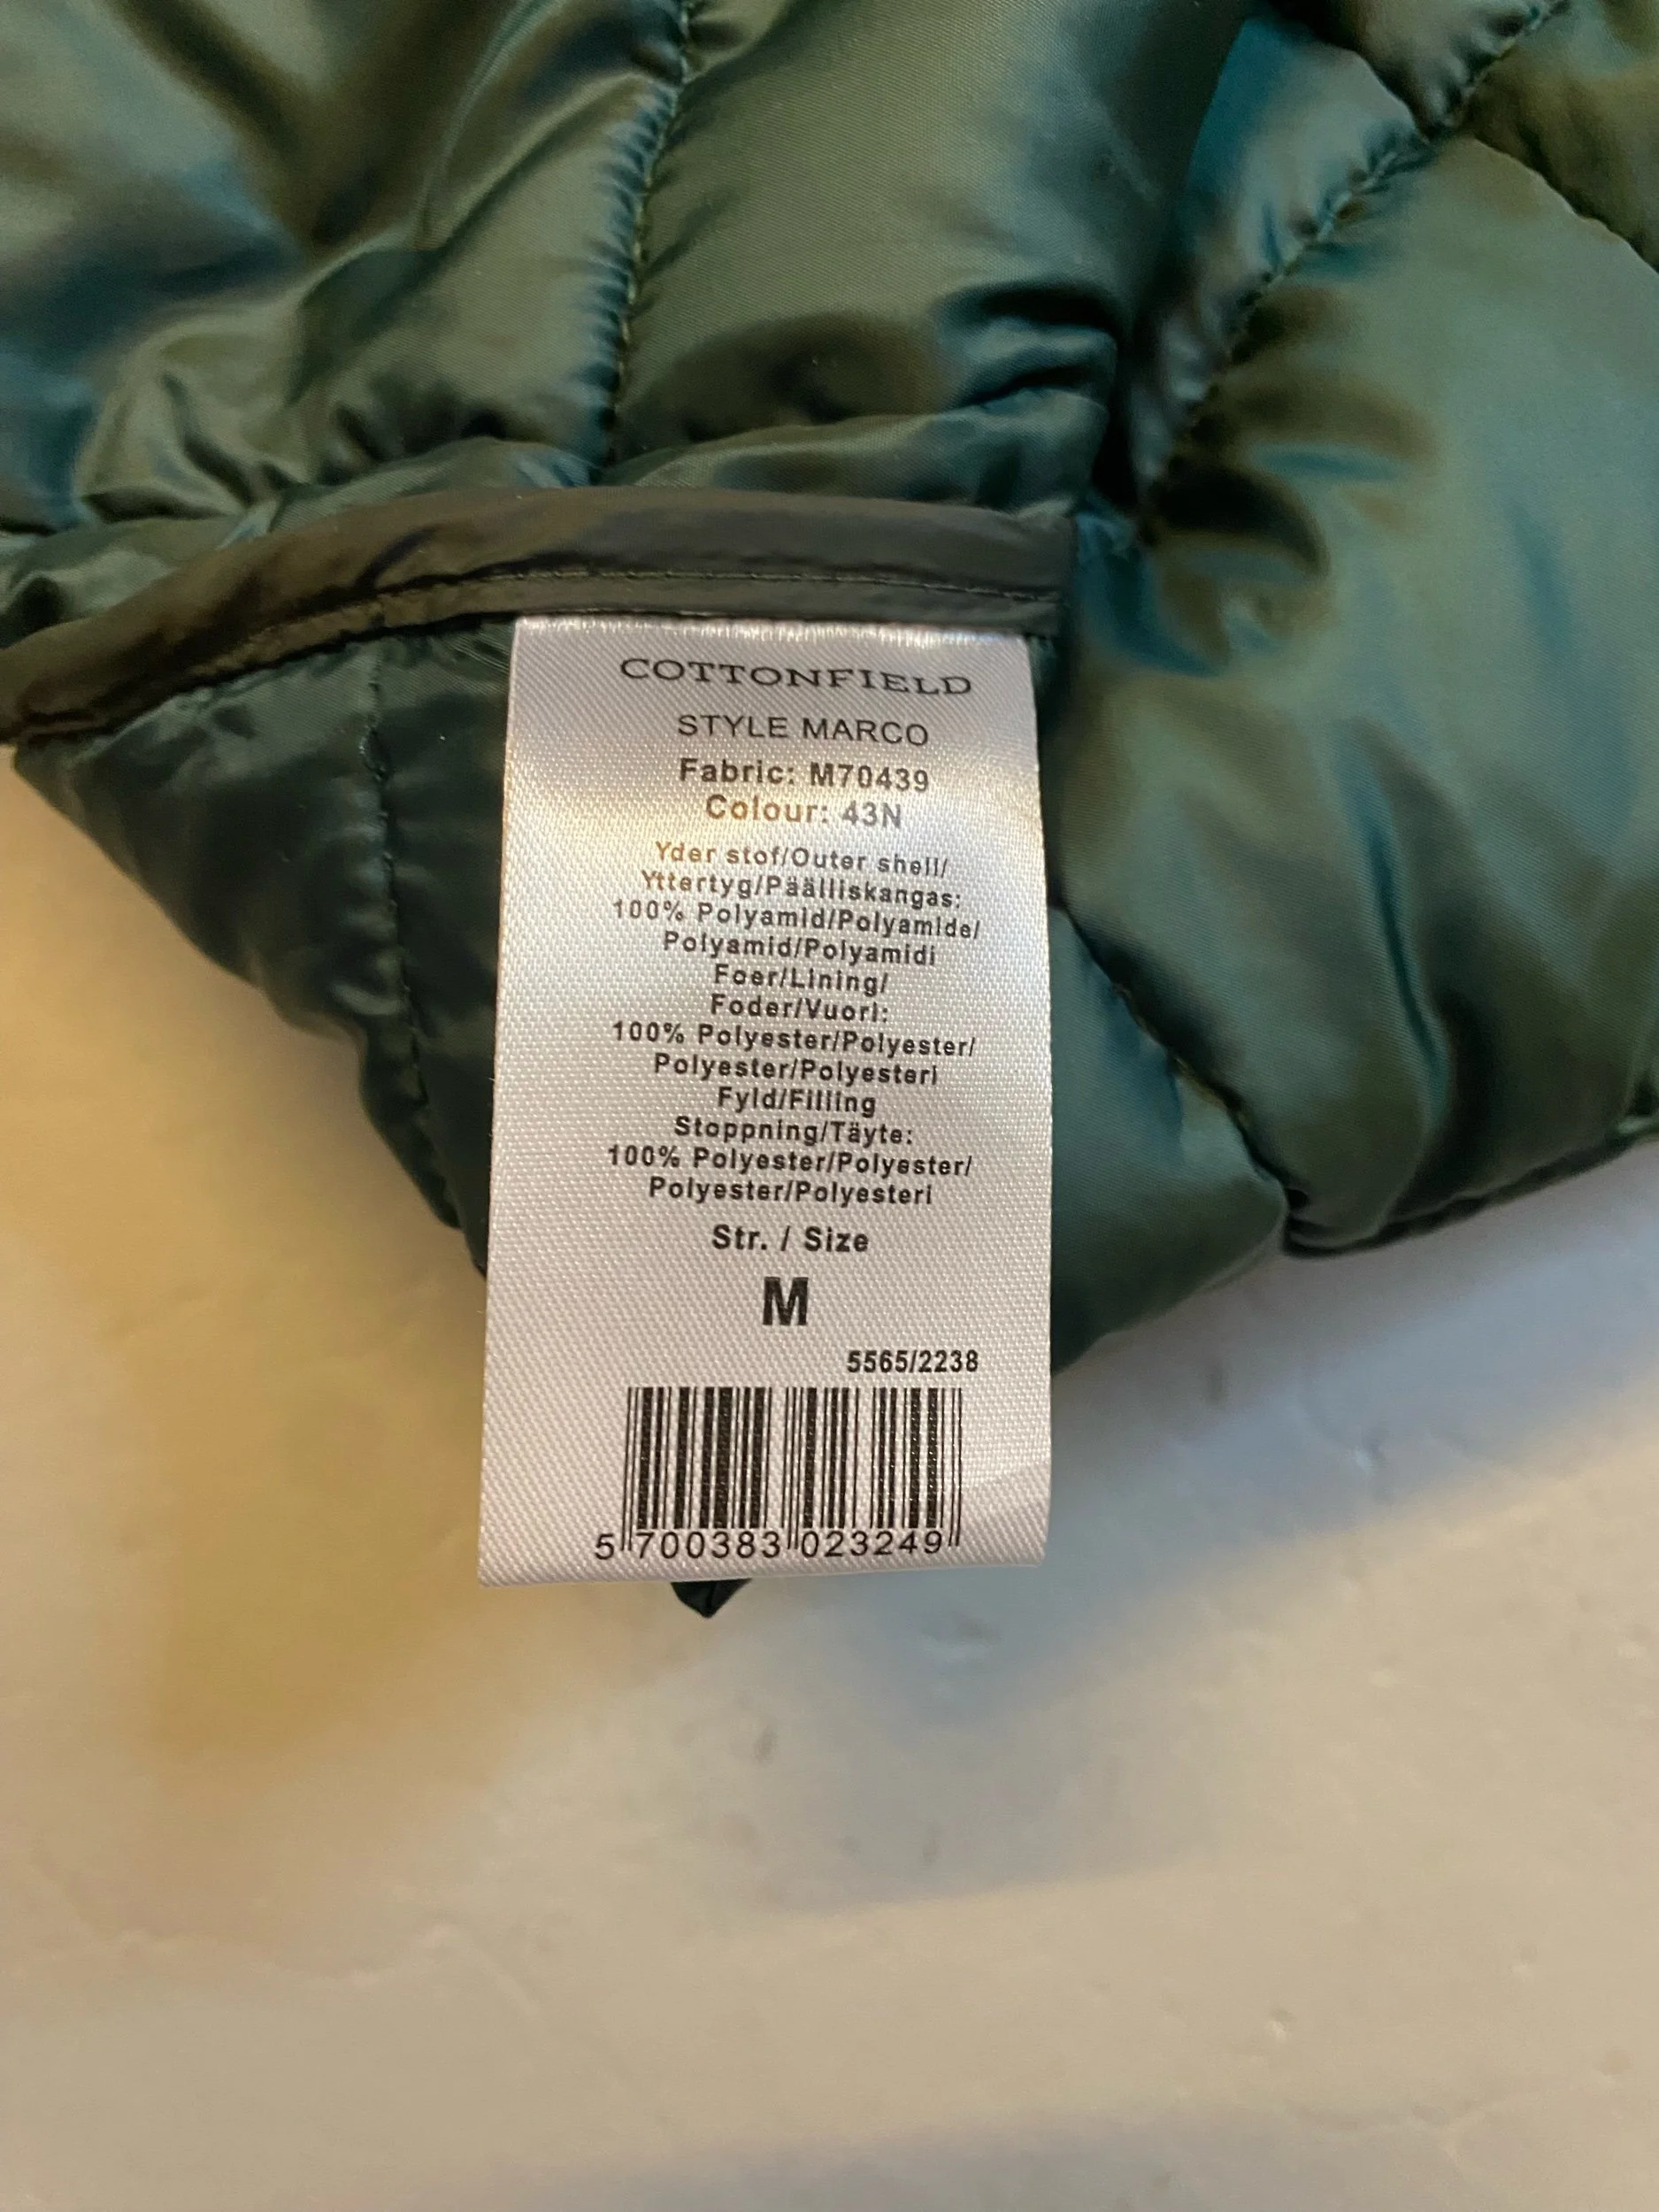 COTTONFIELD
STYLE MARCO
Fabric: M70439
Colour: 43N
Yder stof/Outer shell/
Yttertyg/Päälliskangas:
100% Polyamid/Polyamide/
Polyamid/Polyamidi
Foer/Lining/
Foder/Vuori:
100% Polyester/Polyester/
Polyester/Polyesteri
Fyld/Filling
Stoppning/Täyte:
100% Polyester/Polyester/
Polyester/Polyesteri
Str. / Size
M
5565/2238
5 700383 023249